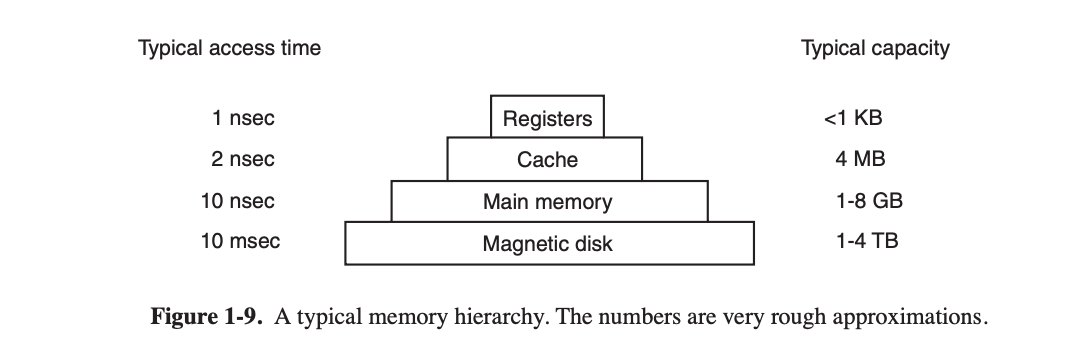 Typical access time Typical capacity
1 nsec Registers <1 KB
2 nsec Cache 4 MB
10 nsec Main memory 1-8 GB
10 msec Magnetic disk 1-4 TB
Figure 1-9. A typical memory hierarchy. The numbers are very rough approximations.